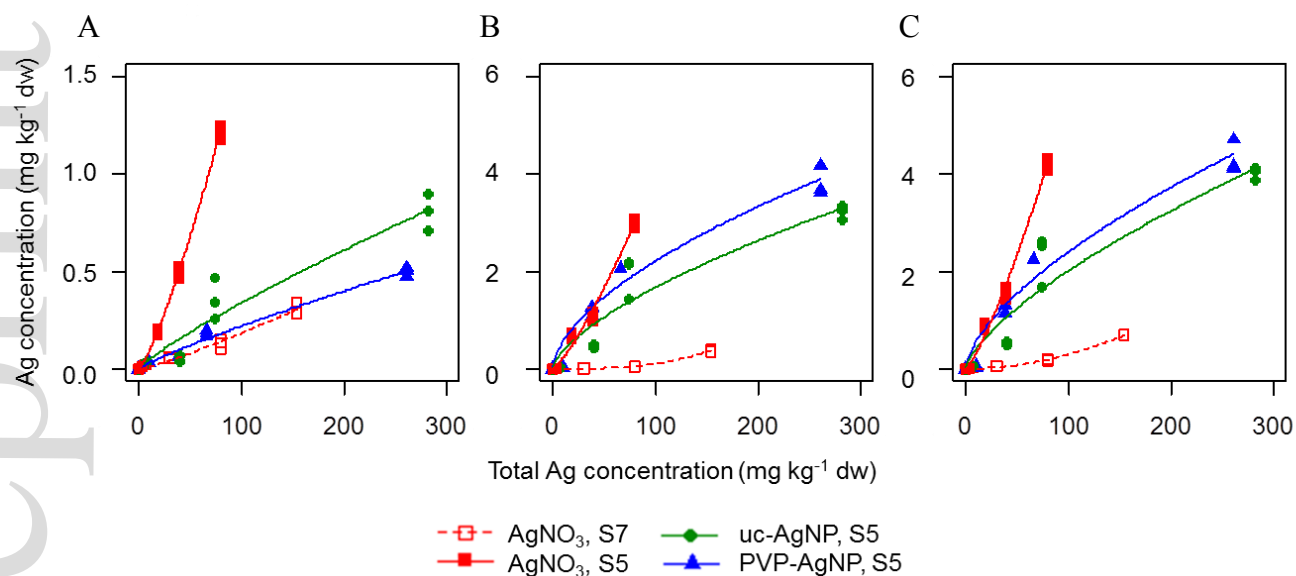 A B C
1.5 6 6
1.0 4 4
0.5 2 2
0.0 0 0
0 100 200 300 0 100 200 300 0 100 200 300
Ag concentration (mg kg⁻¹ dw)
Total Ag concentration (mg kg⁻¹ dw)
AgNO₃, S7 uc-AgNP, S5
AgNO₃, S5 PVP-AgNP, S5